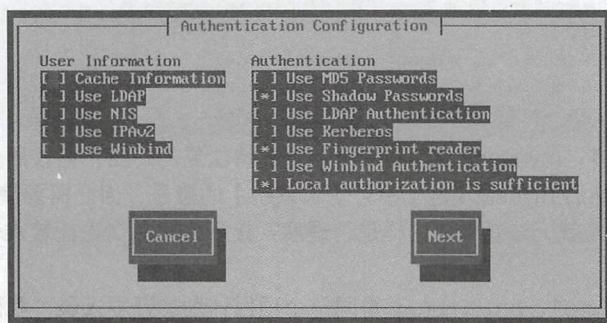 Authentication Configuration
User Information
[ ] Cache Information
[ ] Use LDAP
[ ] Use NIS
[ ] Use IPAv2
[ ] Use Winbind
Authentication
[ ] Use MD5 Passwords
[*] Use Shadow Passwords
[ ] Use LDAP Authentication
[ ] Use Kerberos
[*] Use Fingerprint reader
[ ] Use Winbind Authentication
[*] Local authorization is sufficient
Cancel
Next